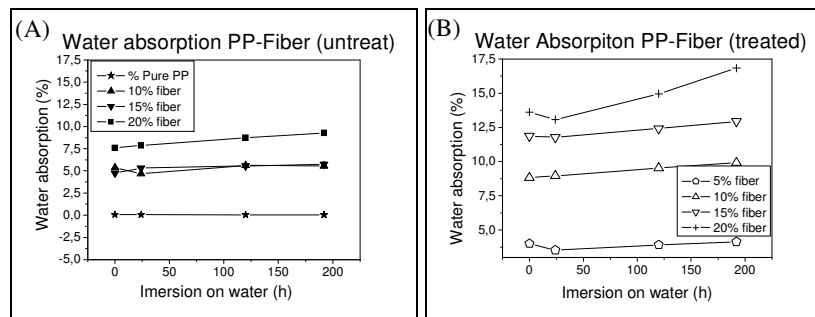 (A)
Water absorption PP-Fiber (untreat)
17,5
15,0
12,5
10,0
7,5
5,0
2,5
0,0
-2,5
-5,0
Water absorption (%)
% Pure PP
10% fiber
15% fiber
20% fiber
0
50
100
150
200
Imersion on water (h)
(B)
Water Absorpiton PP-Fiber (treated)
17,5
15,0
12,5
10,0
7,5
5,0
Water absorption (%)
5% fiber
10% fiber
15% fiber
20% fiber
0
50
100
150
200
Imersion on water (h)